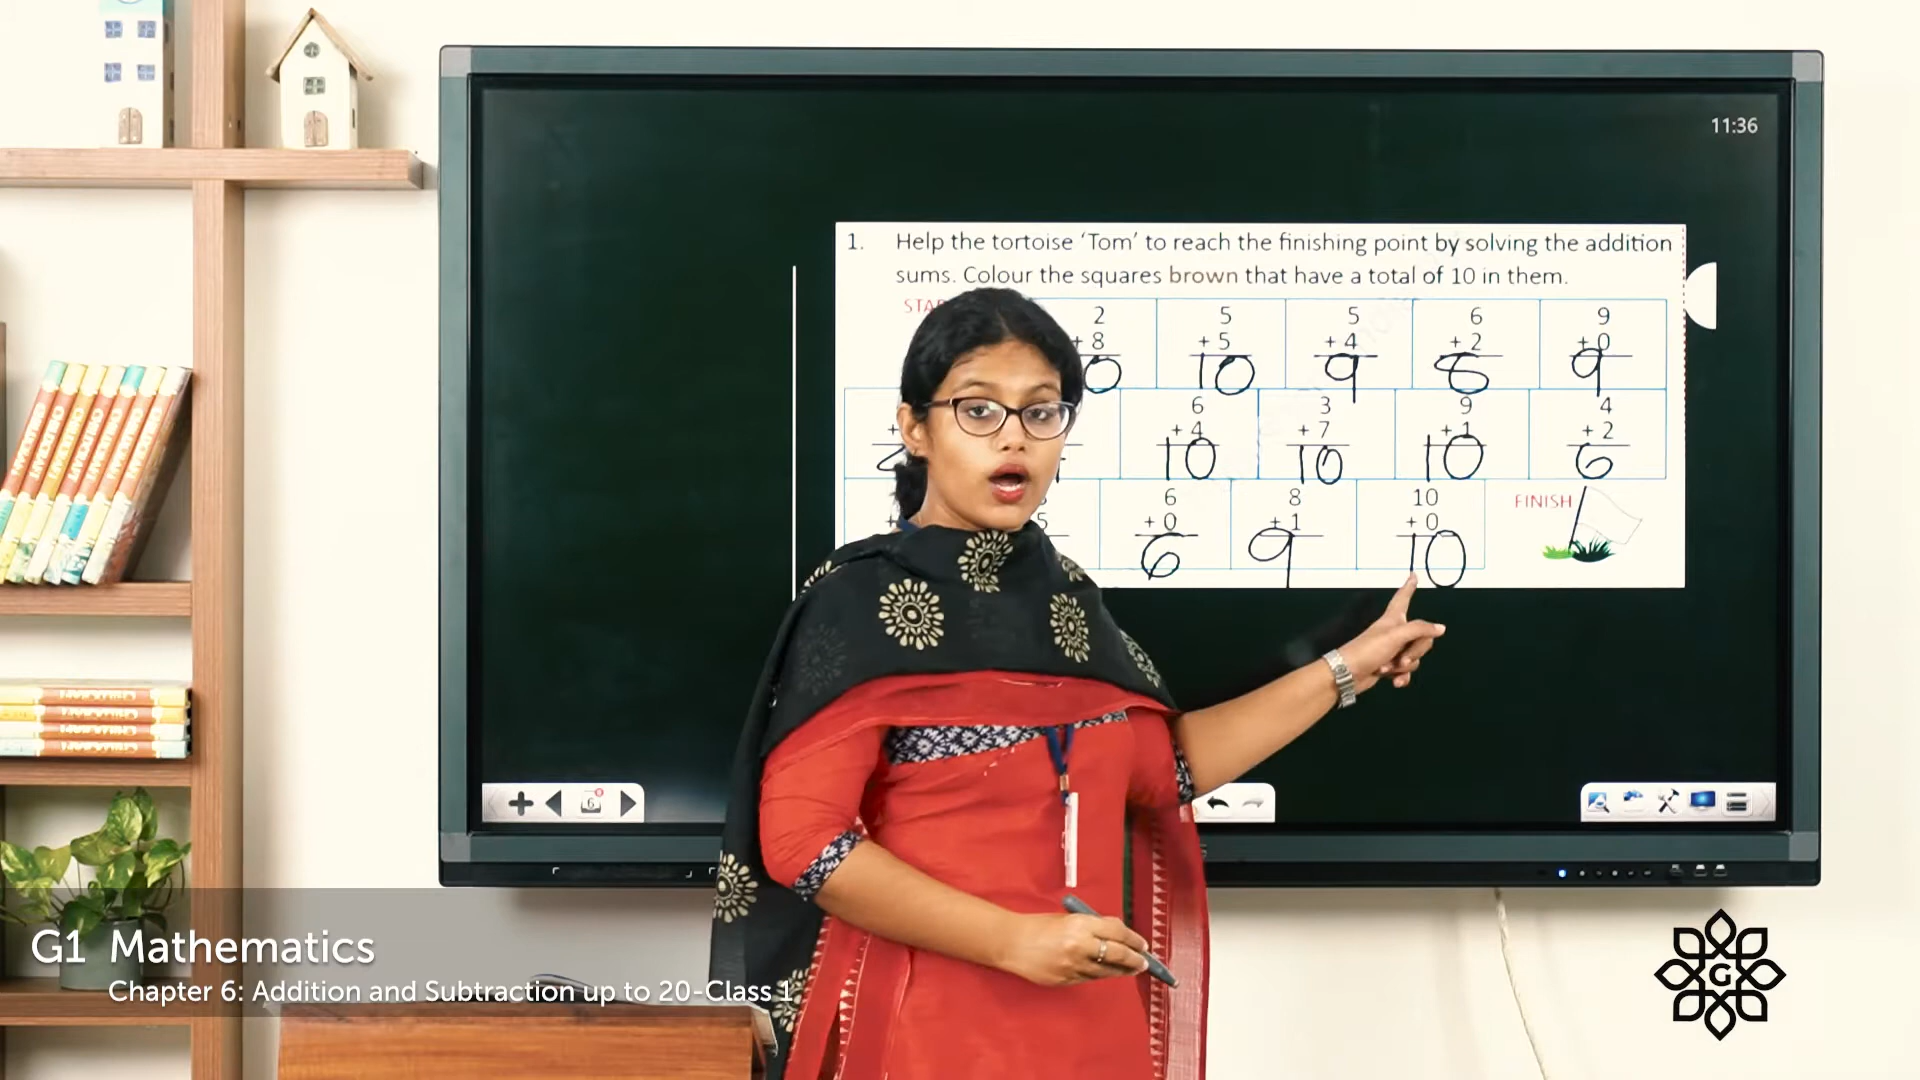 11:36
1. Help the tortoise ‘Tom’ to reach the finishing point by solving the addition
sums. Colour the squares brown that have a total of 10 in them.
2 5 5 6 9
+ 8 + 5 + 4 + 2 + 0
10 9 8 9
6 3 9 4
+ 4 + 7 + 1 + 2
10 10 10 6
6 8 10 FINISH
5 + 0 + 1 + 0
6 9 10
6
G
G1 Mathematics
Chapter 6: Addition and Subtraction up to 20-Class 1